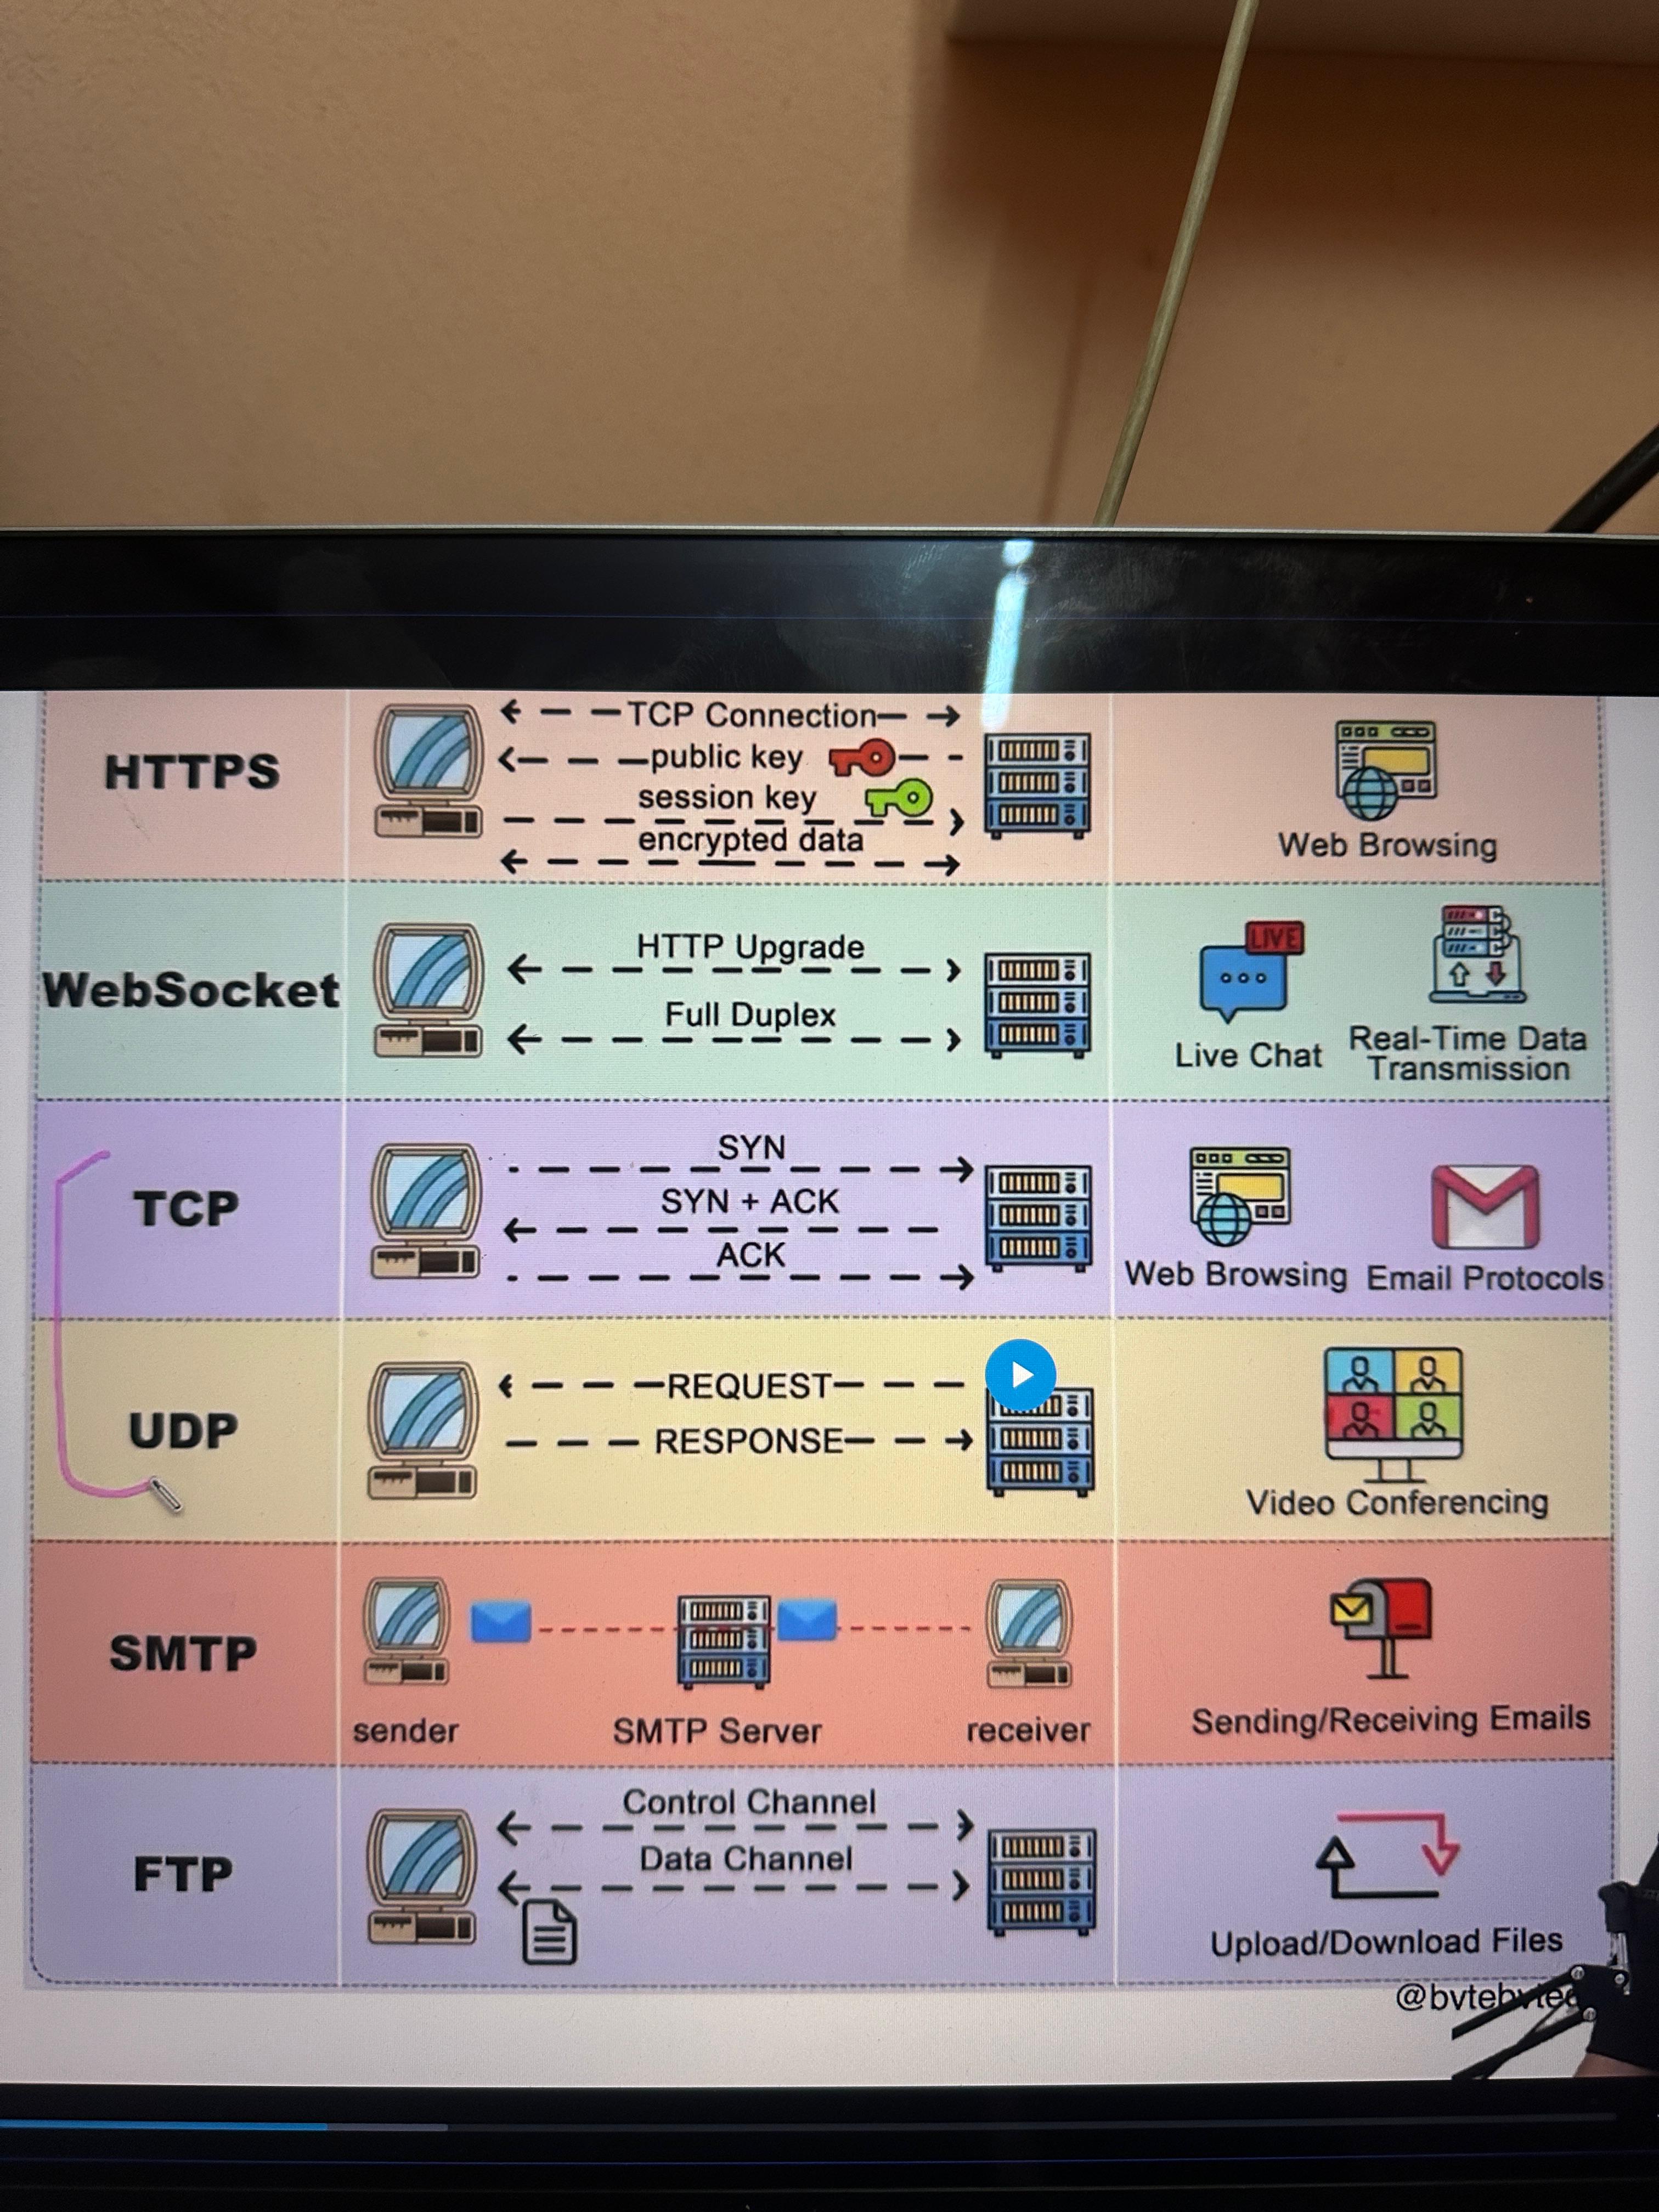 HTTPS
TCP Connection
public key
session key
encrypted data
Web Browsing
WebSocket
HTTP Upgrade
Full Duplex
LIVE
Live Chat
Real-Time Data
Transmission
TCP
SYN
SYN + ACK
ACK
Web Browsing
Email Protocols
UDP
REQUEST
RESPONSE
Video Conferencing
SMTP
sender
SMTP Server
receiver
Sending/Receiving Emails
FTP
Control Channel
Data Channel
Upload/Download Files